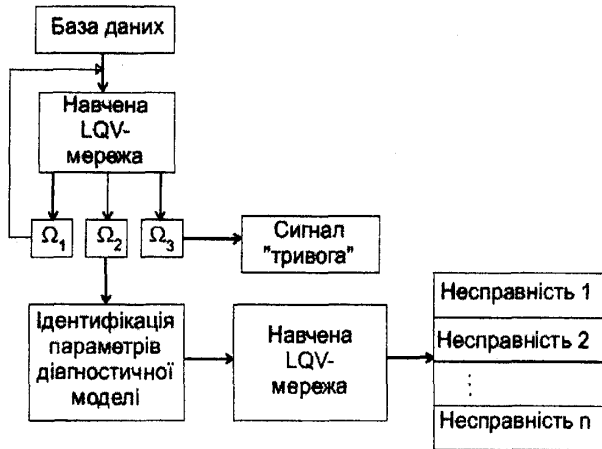 База даних
Навчена
LQV-
мережа
Ω1
Ω2
Ω3
Сигнал
"тривога"
Ідентифікація
параметрів
діагностичної
моделі
Навчена
LQV-
мережа
Несправність 1
Несправність 2
⋮
Несправність n